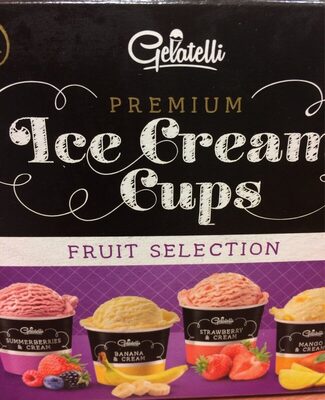 Gelatelli
PREMIUM
Ice Cream
Cups
FRUIT SELECTION
Gelatelli
SUMMERBERRIES
& CREAM
Gelatelli
BANANA
& CREAM
Gelatelli
STRAWBERRY
& CREAM
Gelatelli
MANGO
& CREAM